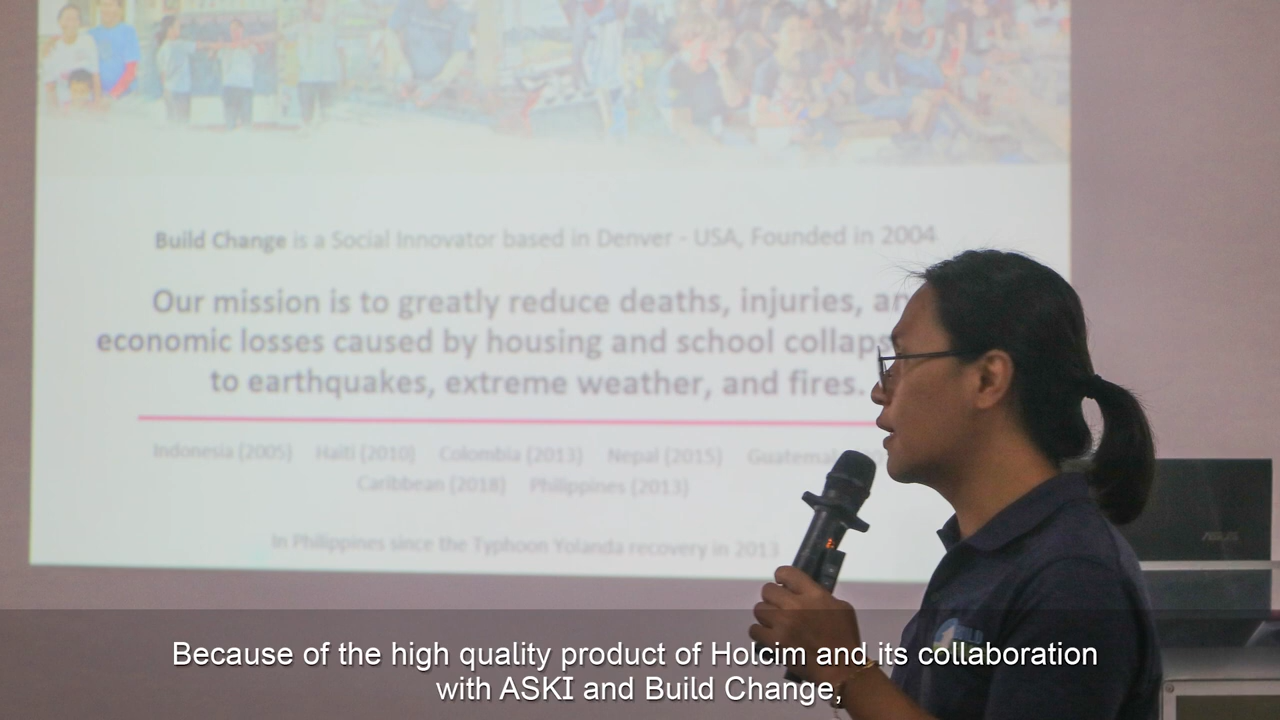 Build Change is a Social Innovator based in Denver - USA, Founded in 2004
Our mission is to greatly reduce deaths, injuries,
economic losses caused by housing and school
to earthquakes, extreme weather, and fires.
Indonesia (2005) Haiti (2010) Colombia (2013) Nepal (2015)
Caribbean (2018) Philippines (2013)
In Philippines since the Typhoon Yolanda recovery in 2013
ASUS
Because of the high quality product of Holcim and its collaboration
with ASKI and Build Change,